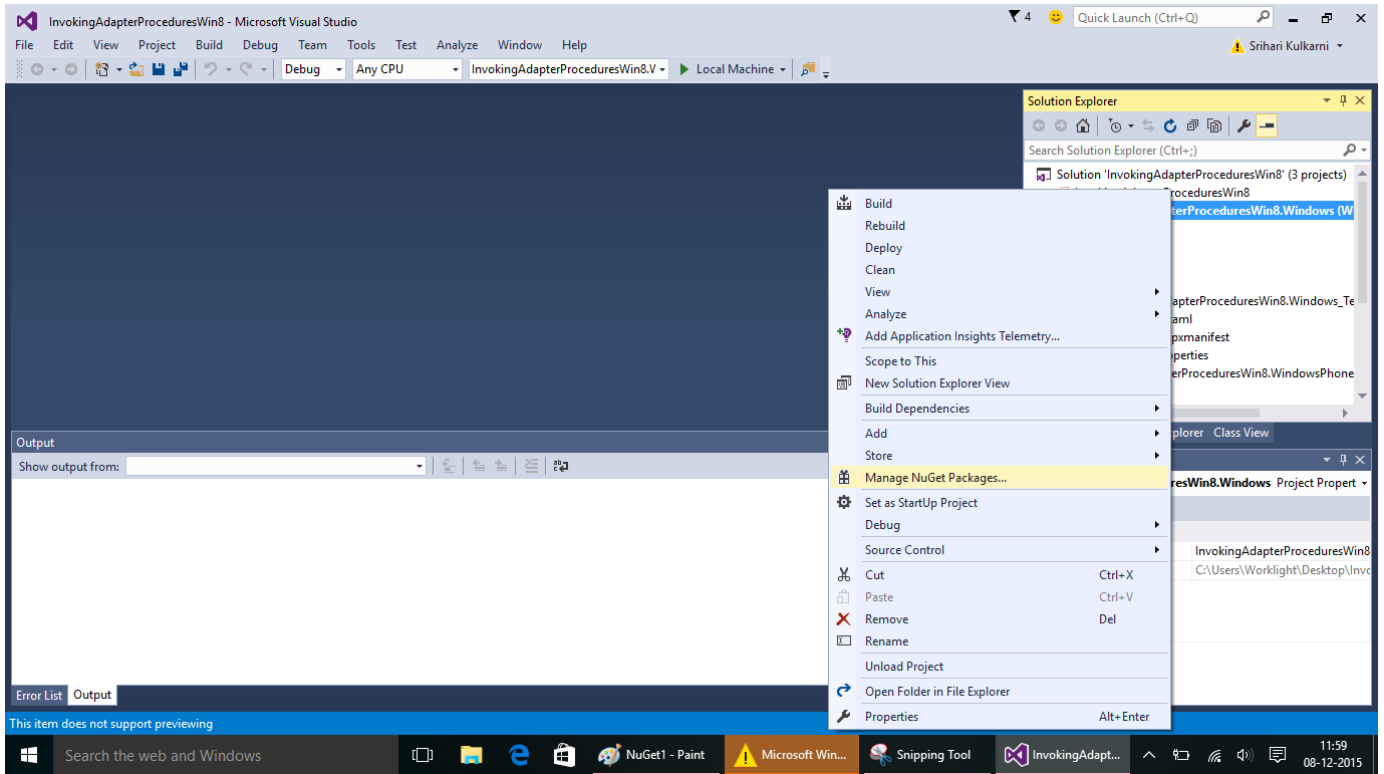 InvokingAdapterProceduresWin8 - Microsoft Visual Studio
4
Quick Launch (Ctrl+Q)
File Edit View Project Build Debug Team Tools Test Analyze Window Help
Srihari Kulkarni
Debug Any CPU InvokingAdapterProceduresWin8.V Local Machine
Solution Explorer
Search Solution Explorer (Ctrl+;)
Solution 'InvokingAdapterProceduresWin8' (3 projects)
roceduresWin8
terProceduresWin8.Windows (W
apterProceduresWin8.Windows_Te
aml
pxmanifest
perties
erProceduresWin8.WindowsPhone
plorer Class View
resWin8.Windows Project Propert
InvokingAdapterProceduresWin8
C:\Users\Worklight\Desktop\Invo
Build
Rebuild
Deploy
Clean
View
Analyze
Add Application Insights Telemetry...
Scope to This
New Solution Explorer View
Build Dependencies
Add
Store
Manage NuGet Packages...
Set as StartUp Project
Debug
Source Control
Cut Ctrl+X
Paste Ctrl+V
Remove Del
Rename
Unload Project
Open Folder in File Explorer
Properties Alt+Enter
Output
Show output from:
Error List Output
This item does not support previewing
Search the web and Windows
NuGet1 - Paint
Microsoft Win...
Snipping Tool
InvokingAdapt...
11:59
08-12-2015